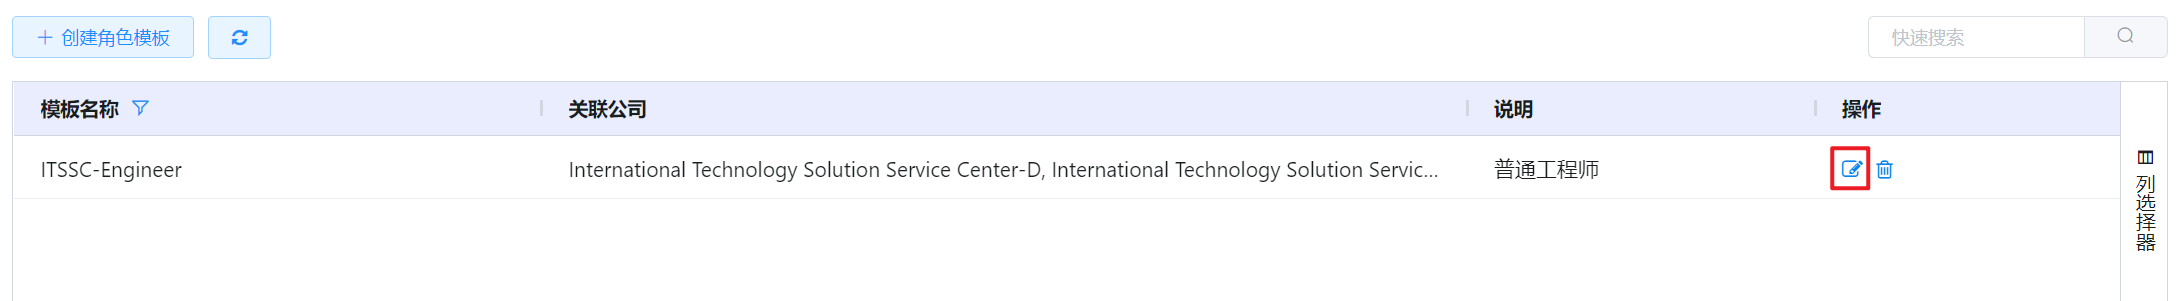 创建角色模板
快速搜索
模板名称 关联公司 说明 操作
ITSSC-Engineer International Technology Solution Service Center-D, International Technology Solution Servic... 普通工程师
列选择器